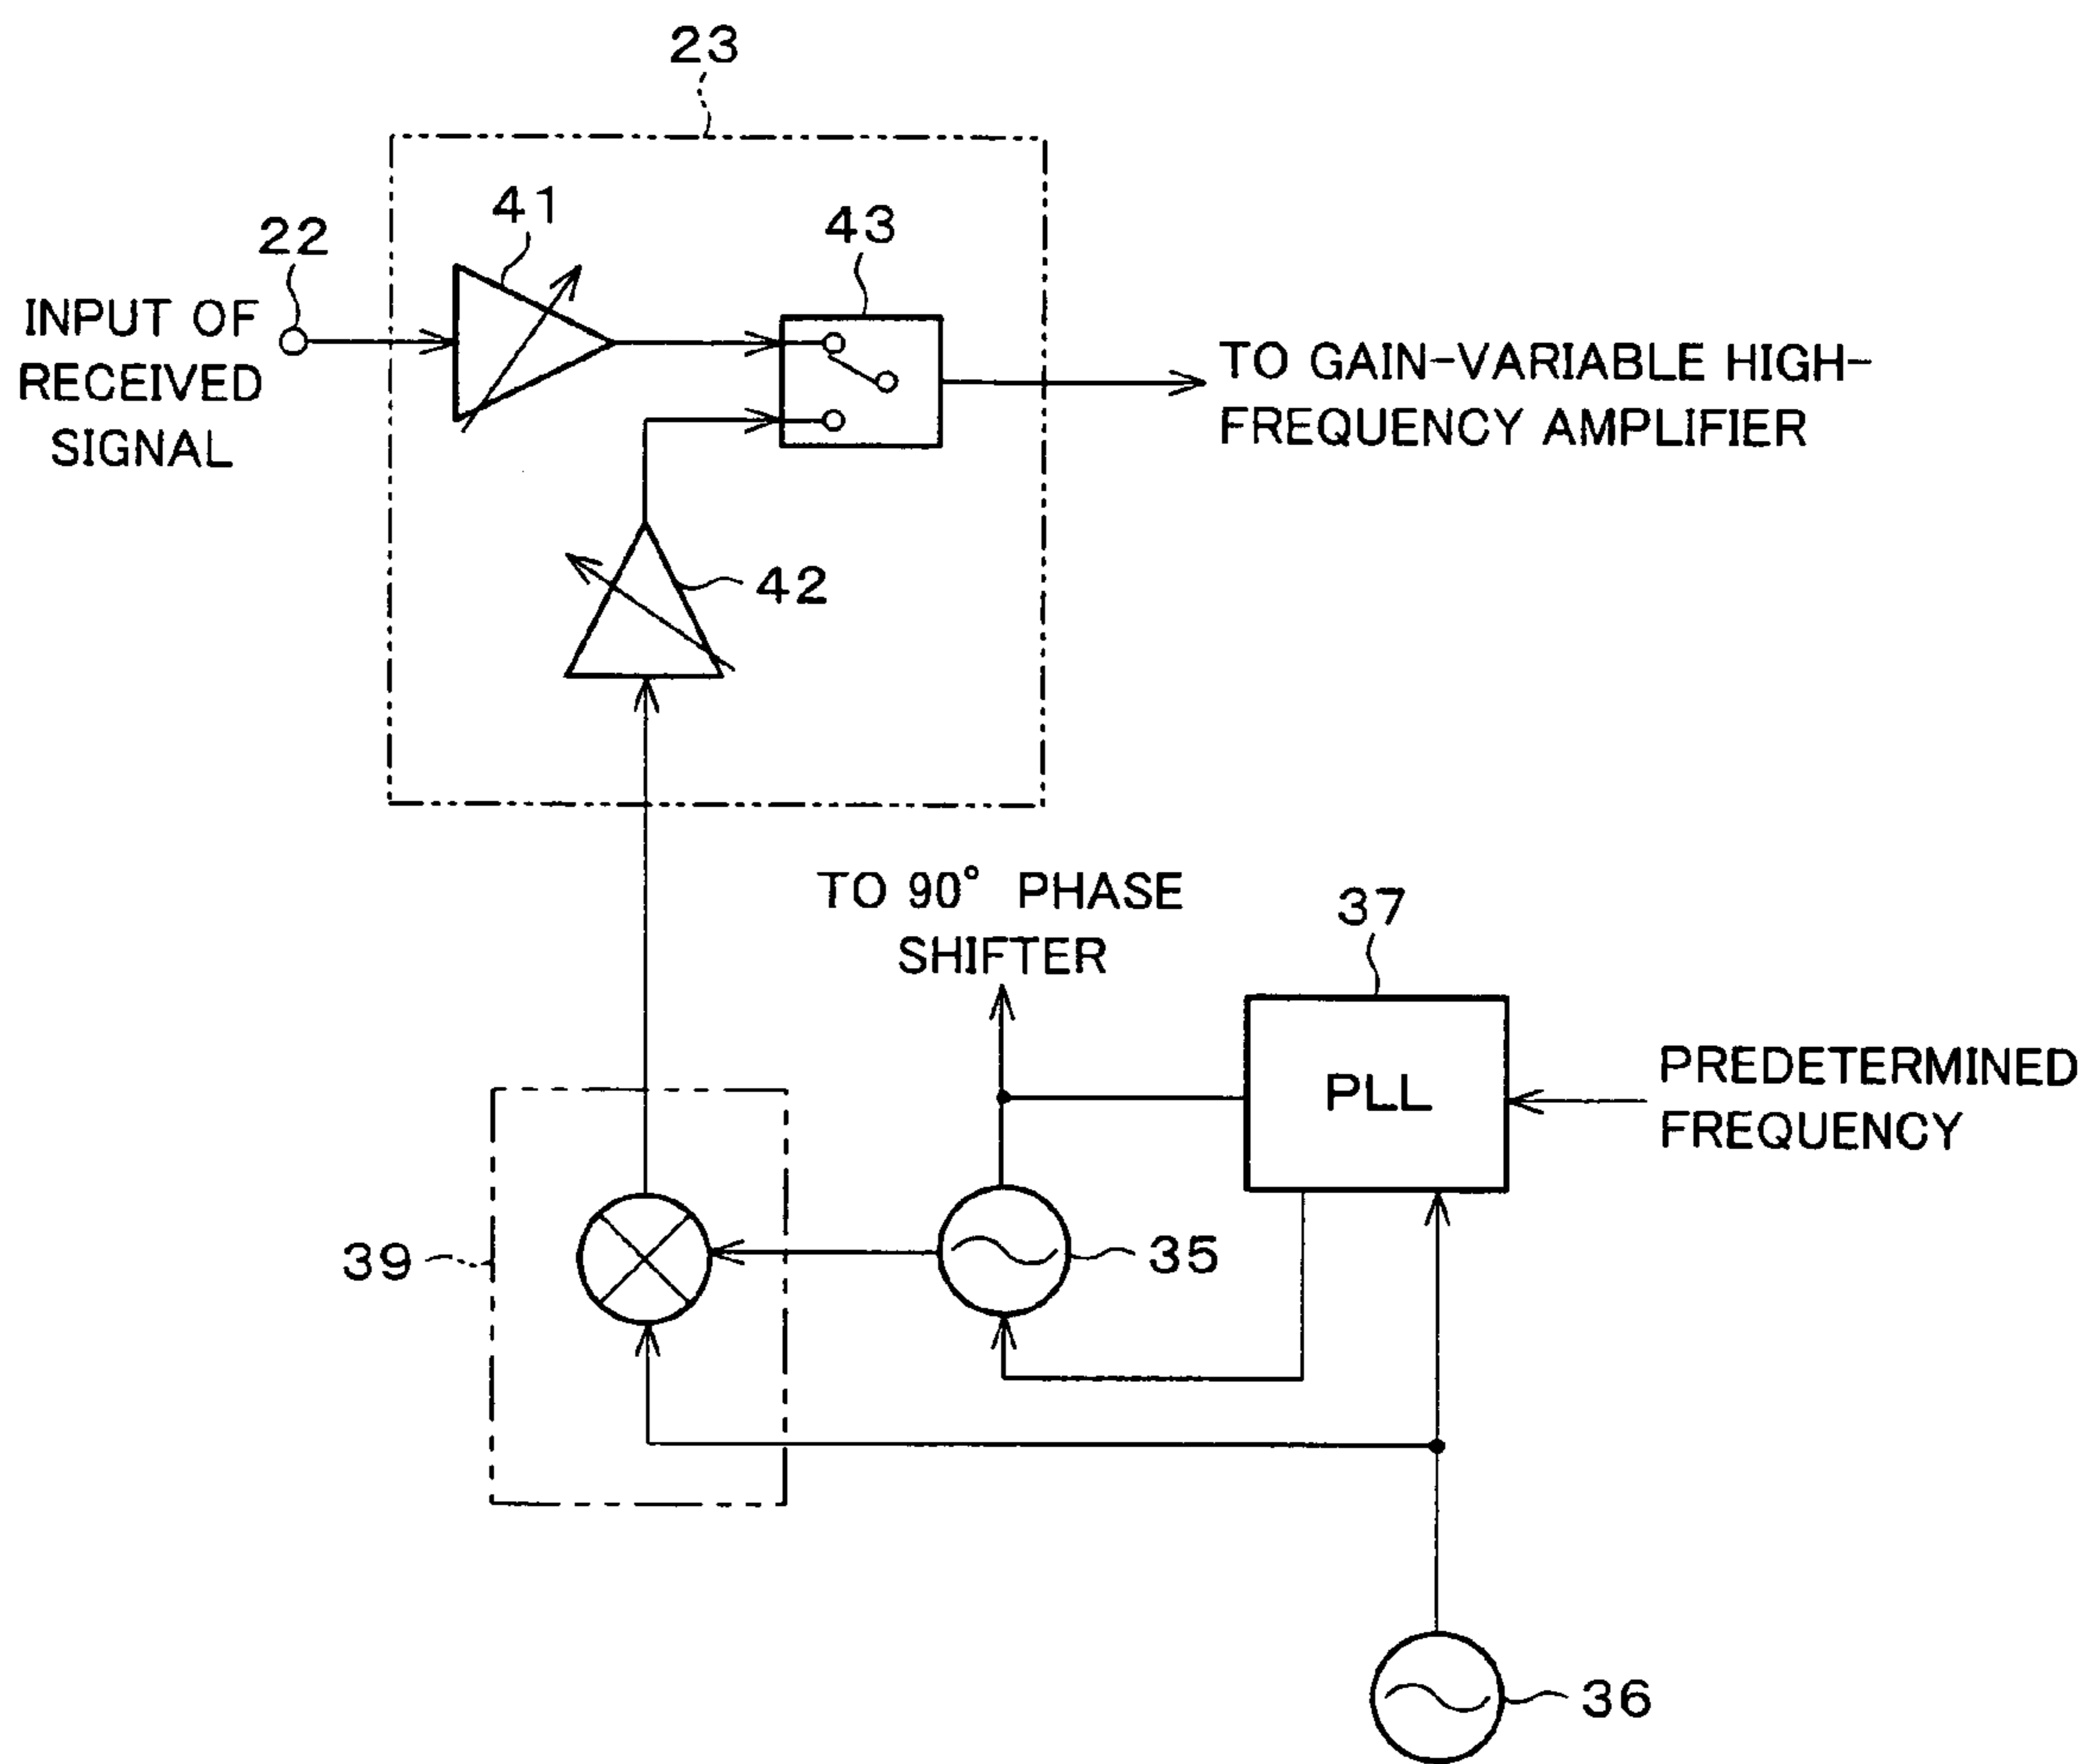 23
41
43
22
INPUT OF
RECEIVED
SIGNAL
TO GAIN-VARIABLE HIGH-
FREQUENCY AMPLIFIER
42
TO 90° PHASE
SHIFTER
37
PLL
PREDETERMINED
FREQUENCY
39
35
36